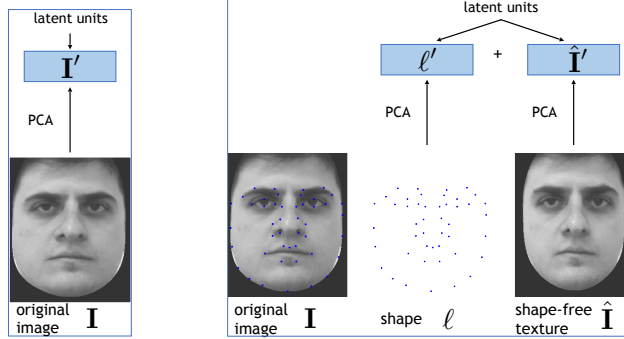 latent units
I′
PCA
original
image I
latent units
ℓ′ + Î′
PCA PCA
original
image I
shape ℓ
shape-free
texture Î